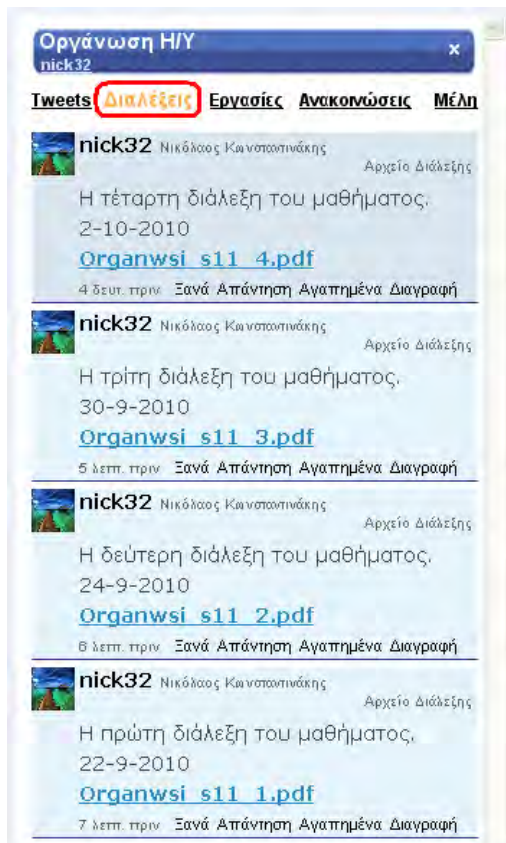 Οργάνωση Η/Υ x
nick32
Tweets Διαλέξεις Εργασίες Ανακοινώσεις Μέλη
nick32 Νικόλαος Κωνσταντινάκης
Αρχείο Διάλεξης
Η τέταρτη διάλεξη του μαθήματος.
2-10-2010
Organwsi_s11_4.pdf
4 δευτ. πριν Ξανά Απάντηση Αγαπημένα Διαγραφή
nick32 Νικόλαος Κωνσταντινάκης
Αρχείο Διάλεξης
Η τρίτη διάλεξη του μαθήματος.
30-9-2010
Organwsi_s11_3.pdf
5 λεπτ. πριν Ξανά Απάντηση Αγαπημένα Διαγραφή
nick32 Νικόλαος Κωνσταντινάκης
Αρχείο Διάλεξης
Η δεύτερη διάλεξη του μαθήματος.
24-9-2010
Organwsi_s11_2.pdf
6 λεπτ. πριν Ξανά Απάντηση Αγαπημένα Διαγραφή
nick32 Νικόλαος Κωνσταντινάκης
Αρχείο Διάλεξης
Η πρώτη διάλεξη του μαθήματος.
22-9-2010
Organwsi_s11_1.pdf
7 λεπτ. πριν Ξανά Απάντηση Αγαπημένα Διαγραφή